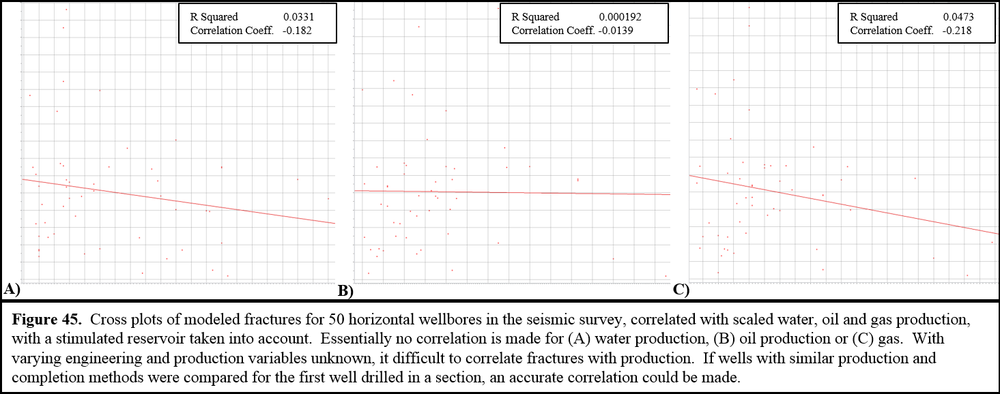 R Squared 0.0331
Correlation Coeff. -0.182
R Squared 0.000192
Correlation Coeff. -0.0139
R Squared 0.0473
Correlation Coeff. -0.218
A)
B)
C)
Figure 45. Cross plots of modeled fractures for 50 horizontal wellbores in the seismic survey, correlated with scaled water, oil and gas production,
with a stimulated reservoir taken into account. Essentially no correlation is made for (A) water production, (B) oil production or (C) gas. With
varying engineering and production variables unknown, it difficult to correlate fractures with production. If wells with similar production and
completion methods were compared for the first well drilled in a section, an accurate correlation could be made.